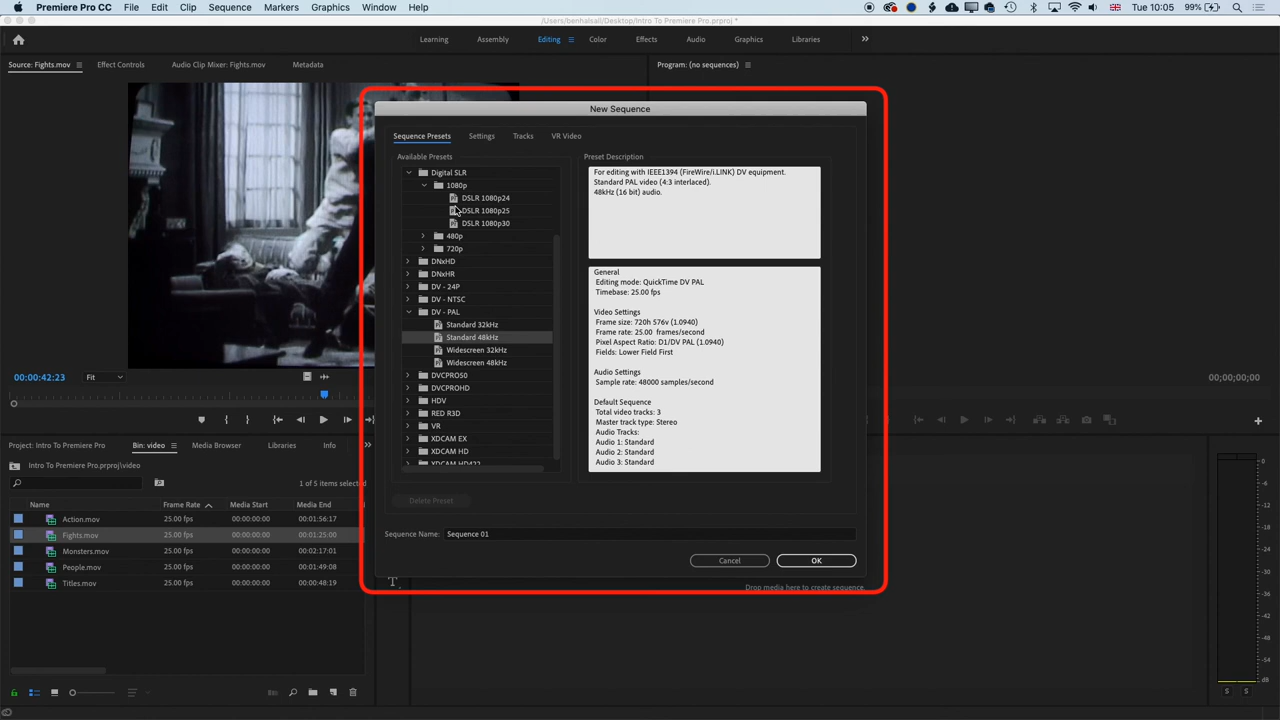 Premiere Pro CC File Edit Clip Sequence Markers Graphics Window Help Tue 10:05 99%
/Users/benhalsall/Desktop/Intro To Premiere Pro.prproj *
Learning Assembly Editing Color Effects Audio Graphics Libraries
Source: Fights.mov Effect Controls Audio Clip Mixer: Fights.mov Metadata Program: (no sequences)
New Sequence
Sequence Presets Settings Tracks VR Video
Available Presets
Digital SLR
1080p
DSLR 1080p24
DSLR 1080p25
DSLR 1080p30
480p
720p
DNxHD
DNxHR
DV - 24P
DV - NTSC
DV - PAL
Standard 32kHz
Standard 48kHz
Widescreen 32kHz
Widescreen 48kHz
DVCPRO50
DVCPROHD
HDV
RED R3D
VR
XDCAM EX
XDCAM HD
XDCAM HD422
Preset Description
For editing with IEEE1394 (FireWire/i.LINK) DV equipment.
Standard PAL video (4:3 interlaced).
48kHz (16 bit) audio.
General
Editing mode: QuickTime DV PAL
Timebase: 25.00 fps
Video Settings
Frame size: 720h 576v (1.0940)
Frame rate: 25.00 frames/second
Pixel Aspect Ratio: D1/DV PAL (1.0940)
Fields: Lower Field First
Audio Settings
Sample rate: 48000 samples/second
Default Sequence
Total video tracks: 3
Master track type: Stereo
Audio Tracks:
Audio 1: Standard
Audio 2: Standard
Audio 3: Standard
Delete Preset
Sequence Name: Sequence 01
Cancel OK
00:00:42:23 Fit 00;00;00;00
Project: Intro To Premiere Pro Bin: video Media Browser Libraries Info
Intro To Premiere Pro.prproj\video
1 of 5 items selected
Name Frame Rate Media Start Media End
Action.mov 25.00 fps 00:00:00:00 00:01:56:17
Fights.mov 25.00 fps 00:00:00:00 00:01:25:00
Monsters.mov 25.00 fps 00:00:00:00 00:02:17:01
People.mov 25.00 fps 00:00:00:00 00:01:49:08
Titles.mov 25.00 fps 00:00:00:00 00:00:48:19
T
Drop media here to create sequence.
0
-6
-12
-18
-24
-30
-36
-42
-48
-54
dB
S S